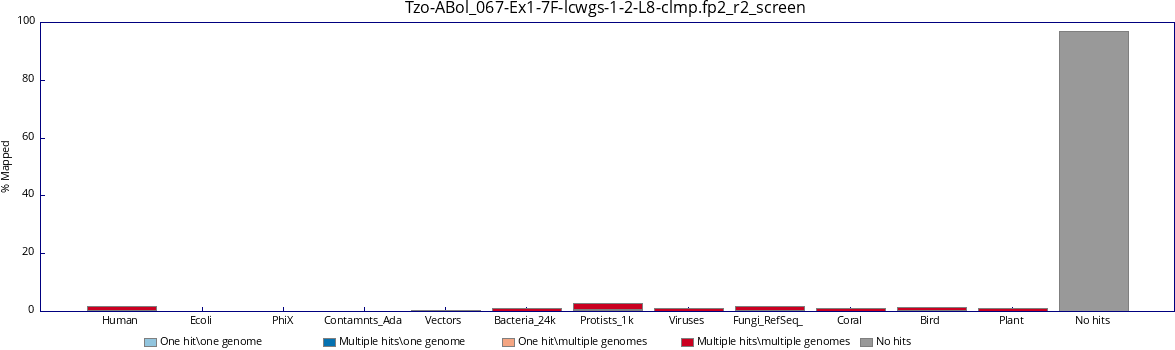 Tzo-ABol_067-Ex1-7F-lcwgs-1-2-L8-clmp.fp2_r2_screen
100
80
60
40
20
0
% Mapped
Human Ecoli PhiX Contamnts_Ada Vectors Bacteria_24k Protists_1k Viruses Fungi_RefSeq_ Coral Bird Plant No hits
One hit\one genome Multiple hits\one genome One hit\multiple genomes Multiple hits\multiple genomes No hits